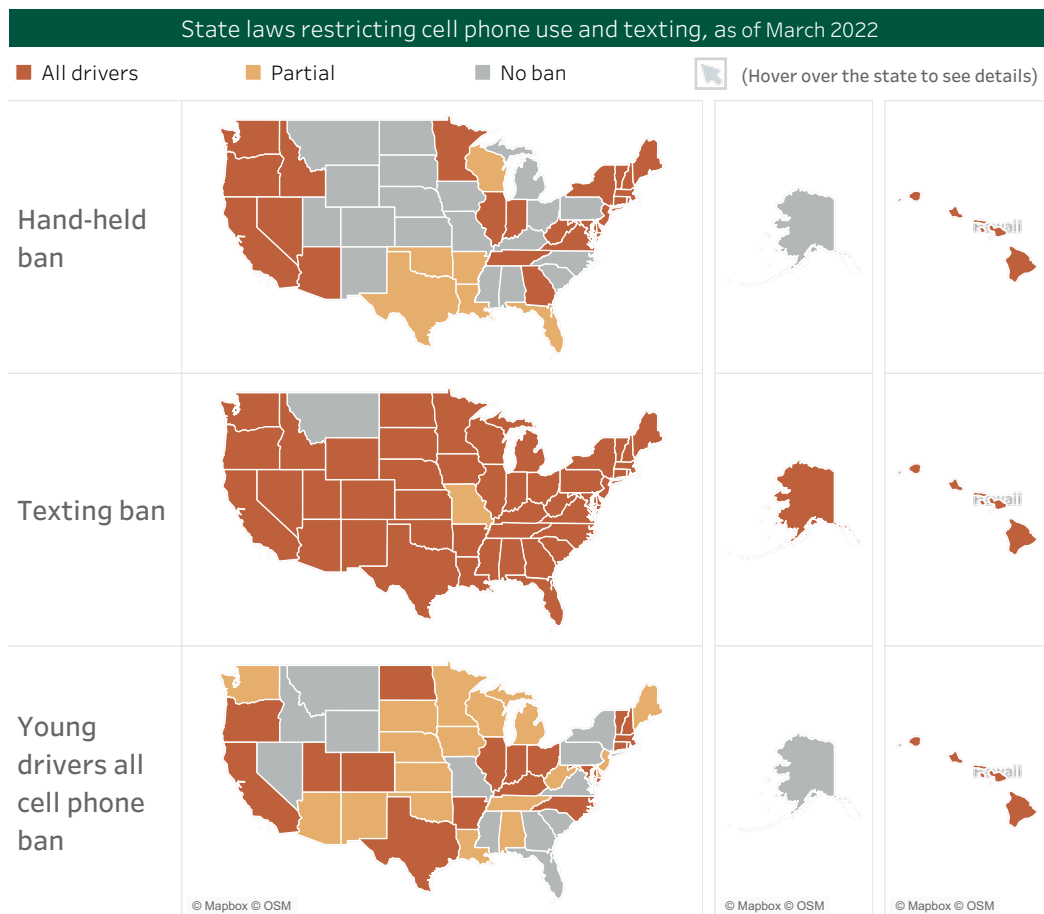 State laws restricting cell phone use and texting, as of March 2022
All drivers
Partial
No ban
(Hover over the state to see details)
Hand-held
ban
Texting ban
Young
drivers all
cell phone
ban
© Mapbox © OSM
© Mapbox © OSM
© Mapbox © OSM